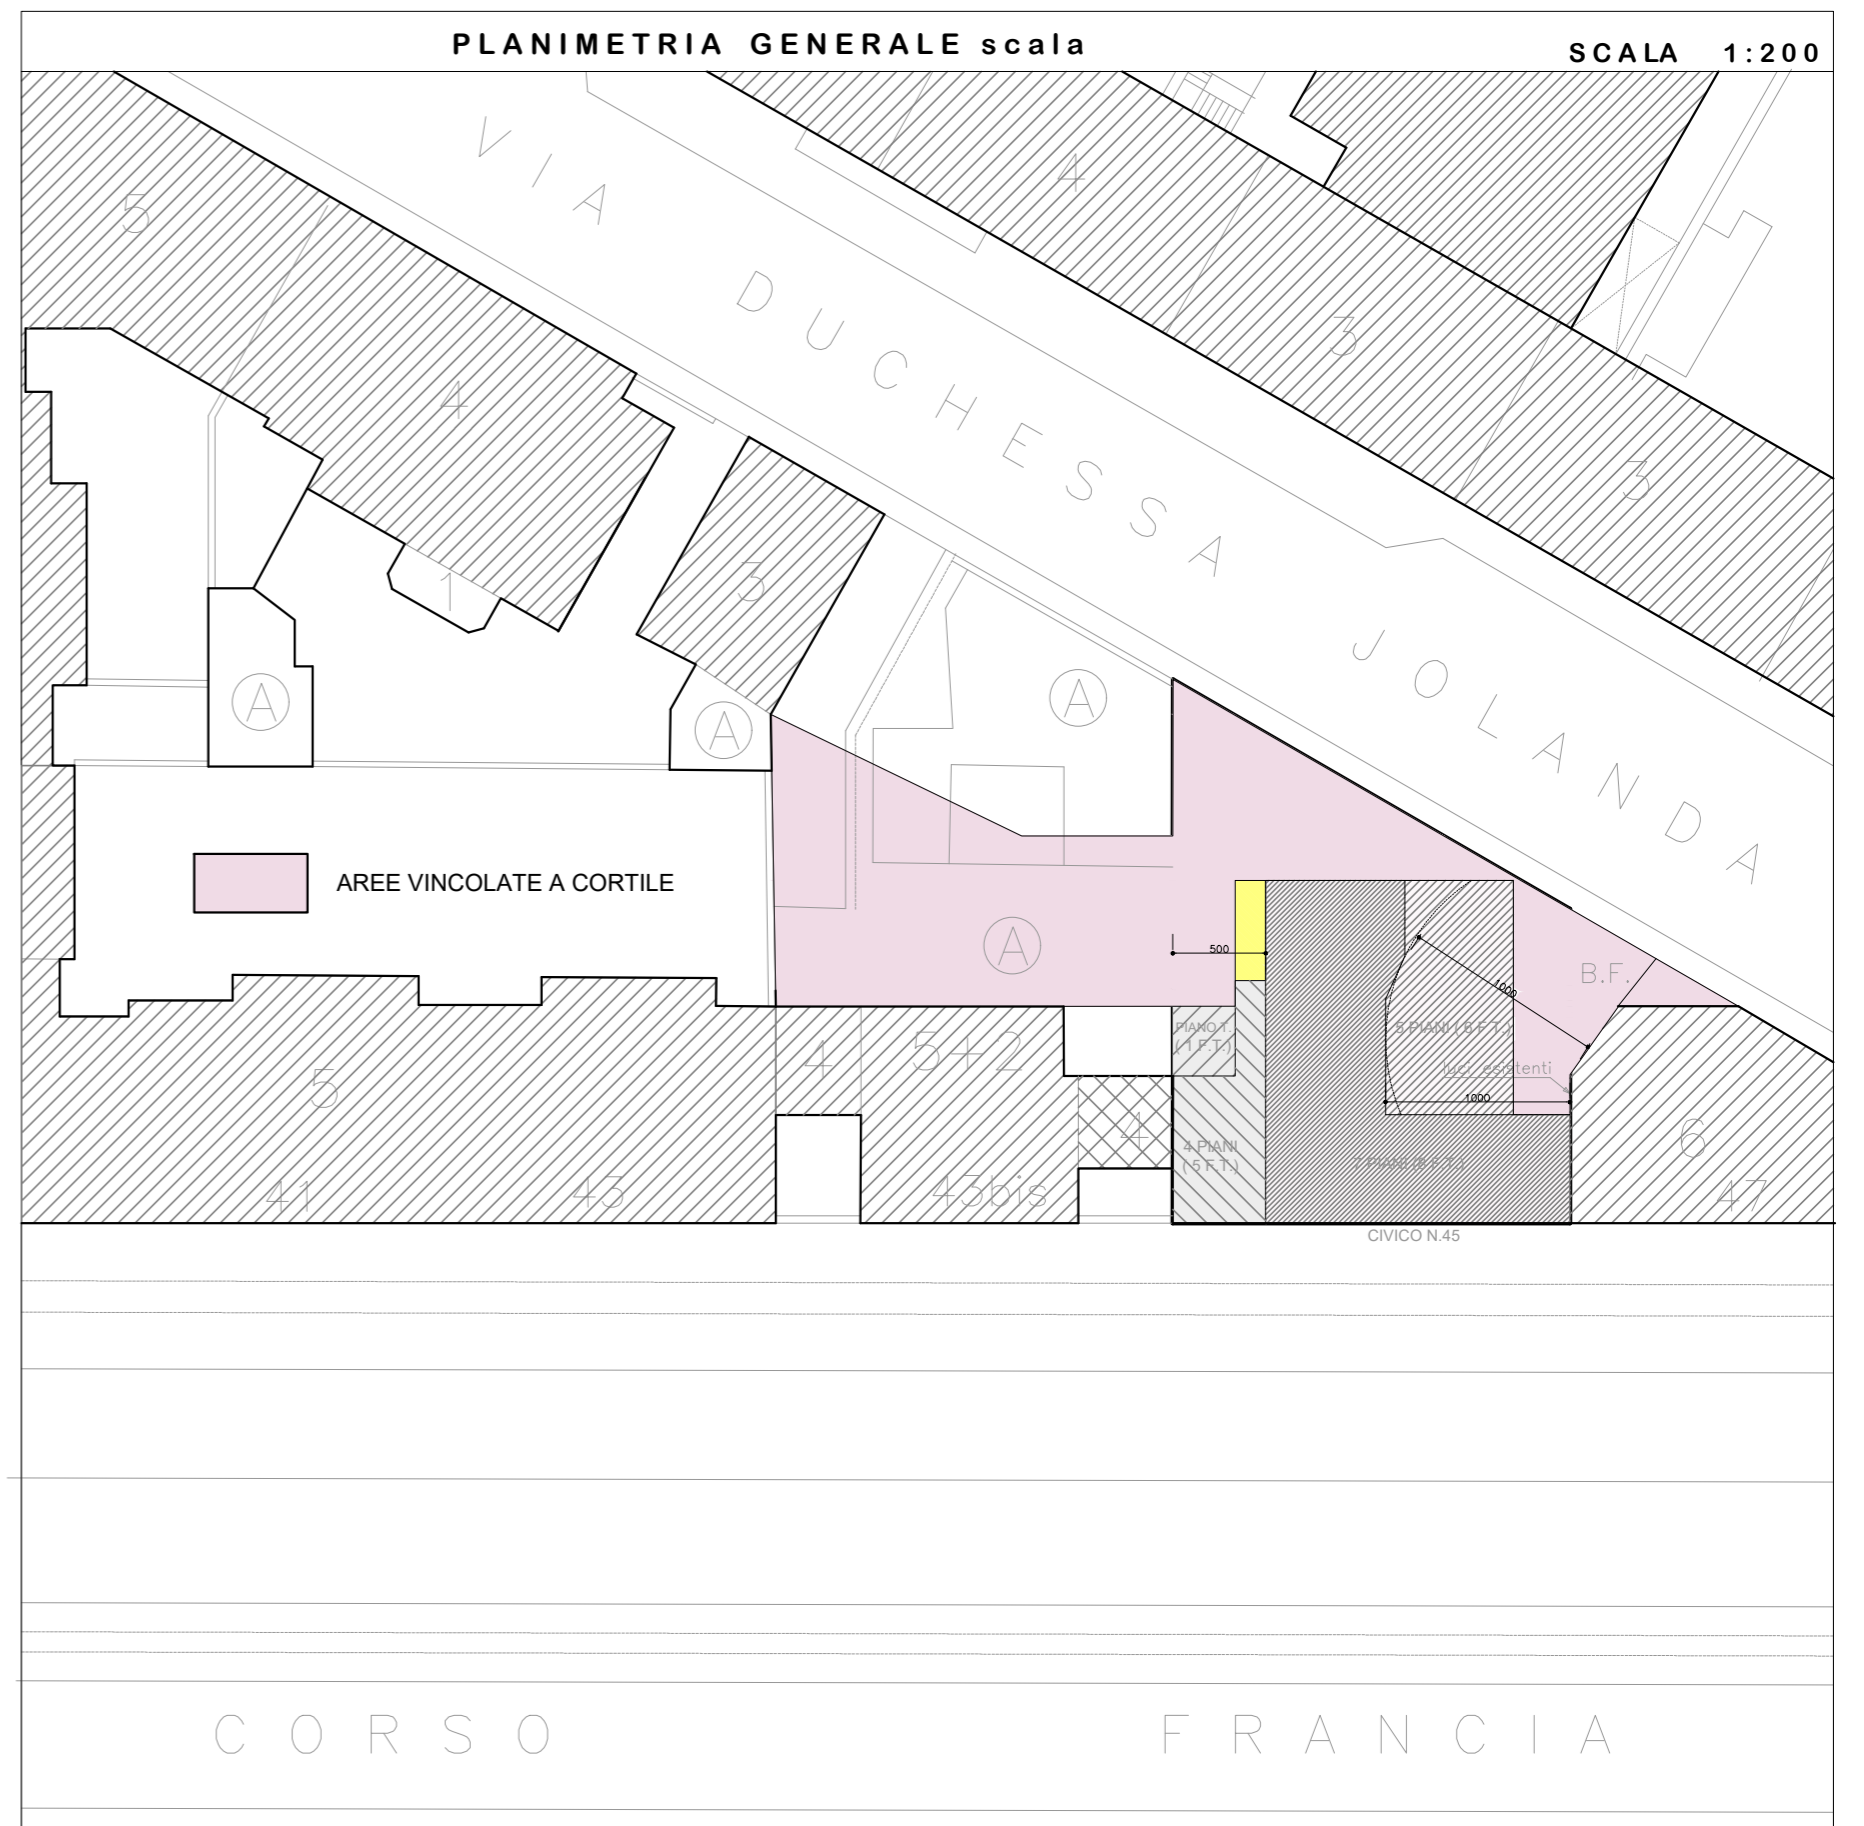 PLANIMETRIA GENERALE scala
SCALA 1:200
VIA DUCHESSA JOLANDA
5
4
4
3
3
1
3
A
A
A
AREE VINCOLATE A CORTILE
A
500
1000
B.F.
PIANO T.
( 1 F.T.)
5 PIANI ( 6 F.T.)
luci esistenti
1000
4
5+2
5
4
4 PIANI
( 5 F.T.)
7 PIANI (8 F.T.)
6
41
43
43bis
47
CIVICO N.45
CORSO FRANCIA